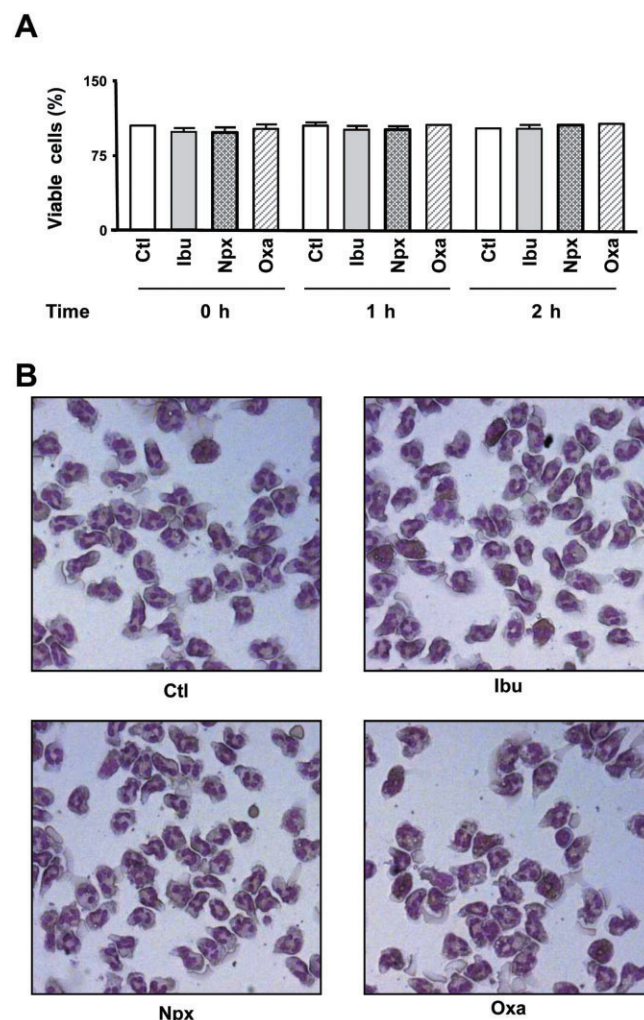 A
Viable cells (%)
150
75
0
Ctl Ibu Npx Oxa Ctl Ibu Npx Oxa Ctl Ibu Npx Oxa
Time 0 h 1 h 2 h
B
Ctl Ibu
Npx Oxa